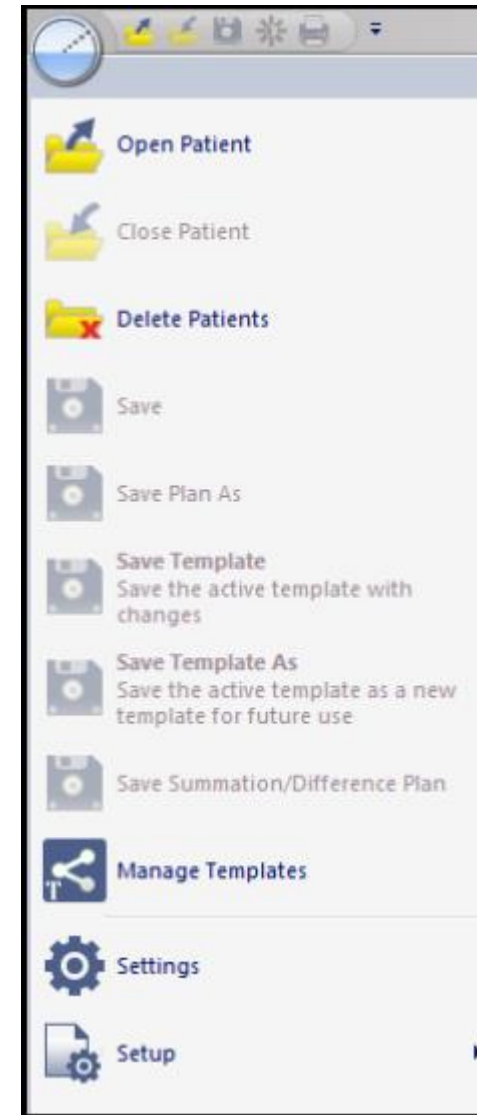 Open Patient
Close Patient
Delete Patients
Save
Save Plan As
Save Template
Save the active template with
changes
Save Template As
Save the active template as a new
template for future use
Save Summation/Difference Plan
T
Manage Templates
Settings
Setup